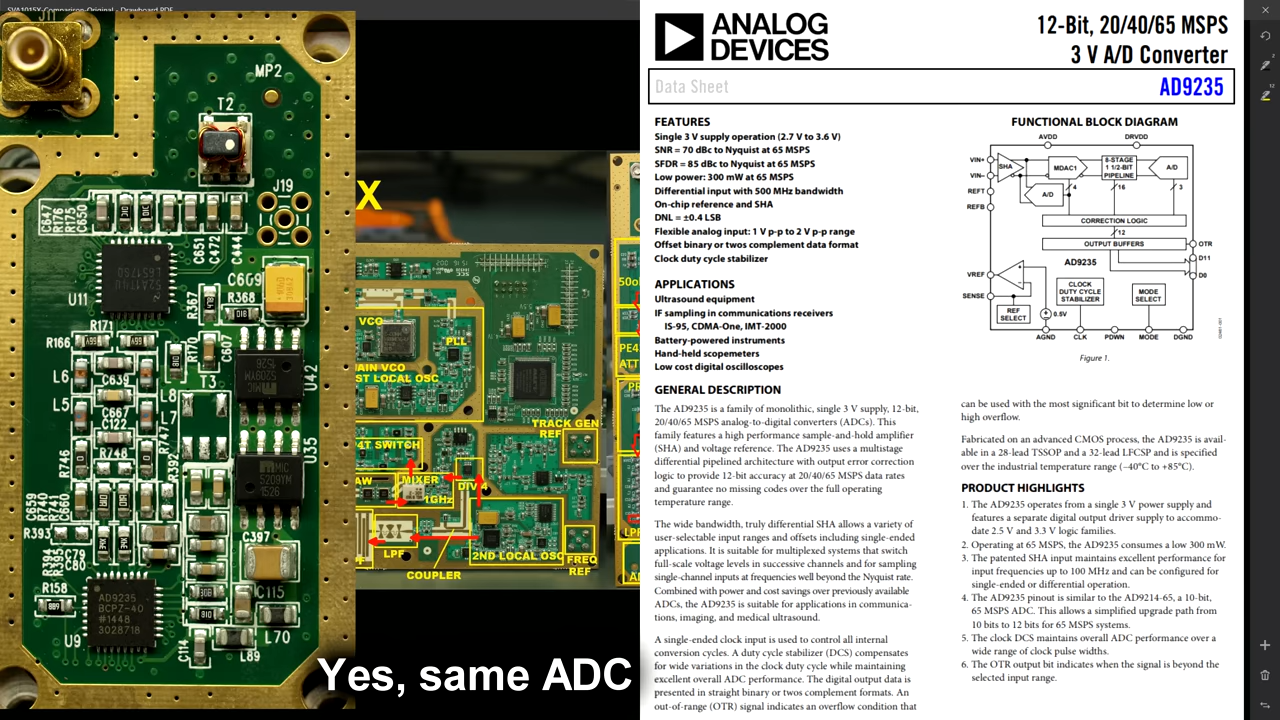 SVA1015X-Comparison-Original - Drawboard PDF
J11
MP2
T2
J19
C647
R176
R175
C650
C651
C472
C444
U11
C609
R367
R368
R171
R166
R170
C607
L6
C639
T3
U42
MIC
5209YM
1526
L5
C667
L8
L7
C122
R747
R746
R748
R392
U35
MIC
5209YM
1526
R393
C397
R158
AD9235
BCPZ-40
#1448
3028718
U9
C115
L70
C114
L89
X
VCO
PLL
MAIN VCO
1ST LOCAL OSC
TRACK GEN
REF
MIXER
1GHz
DIV 4
LPF
2ND LOCAL OSC
COUPLER
FREQ
REF
Yes, same ADC
ANALOG
DEVICES
12-Bit, 20/40/65 MSPS
3 V A/D Converter
Data Sheet
AD9235
FEATURES
Single 3 V supply operation (2.7 V to 3.6 V)
SNR = 70 dBc to Nyquist at 65 MSPS
SFDR = 85 dBc to Nyquist at 65 MSPS
Low power: 300 mW at 65 MSPS
Differential input with 500 MHz bandwidth
On-chip reference and SHA
DNL = ±0.4 LSB
Flexible analog input: 1 V p-p to 2 V p-p range
Offset binary or twos complement data format
Clock duty cycle stabilizer
APPLICATIONS
Ultrasound equipment
IF sampling in communications receivers
IS-95, CDMA-One, IMT-2000
Battery-powered instruments
Hand-held scopemeters
Low cost digital oscilloscopes
GENERAL DESCRIPTION
The AD9235 is a family of monolithic, single 3 V supply, 12-bit,
20/40/65 MSPS analog-to-digital converters (ADCs). This
family features a high performance sample-and-hold amplifier
(SHA) and voltage reference. The AD9235 uses a multistage
differential pipelined architecture with output error correction
logic to provide 12-bit accuracy at 20/40/65 MSPS data rates
and guarantee no missing codes over the full operating
temperature range.
The wide bandwidth, truly differential SHA allows a variety of
user-selectable input ranges and offsets including single-ended
applications. It is suitable for multiplexed systems that switch
full-scale voltage levels in successive channels and for sampling
single-channel inputs at frequencies well beyond the Nyquist rate.
Combined with power and cost savings over previously available
ADCs, the AD9235 is suitable for applications in communica-
tions, imaging, and medical ultrasound.
A single-ended clock input is used to control all internal
conversion cycles. A duty cycle stabilizer (DCS) compensates
for wide variations in the clock duty cycle while maintaining
excellent overall ADC performance. The digital output data is
presented in straight binary or twos complement formats. An
out-of-range (OTR) signal indicates an overflow condition that
FUNCTIONAL BLOCK DIAGRAM
AVDD
DRVDD
VIN+
VIN–
REFT
REFB
SHA
MDAC1
8-STAGE
1 1/2-BIT
PIPELINE
A/D
A/D
4
16
3
CORRECTION LOGIC
12
OUTPUT BUFFERS
OTR
D11
D0
AD9235
VREF
SENSE
CLOCK
DUTY CYCLE
STABILIZER
MODE
SELECT
REF
SELECT
0.5V
AGND
CLK
PDWN
MODE
DGND
Figure 1.
can be used with the most significant bit to determine low or
high overflow.
Fabricated on an advanced CMOS process, the AD9235 is avail-
able in a 28-lead TSSOP and a 32-lead LFCSP and is specified
over the industrial temperature range (–40°C to +85°C).
PRODUCT HIGHLIGHTS
1. The AD9235 operates from a single 3 V power supply and
features a separate digital output driver supply to accommo-
date 2.5 V and 3.3 V logic families.
2. Operating at 65 MSPS, the AD9235 consumes a low 300 mW.
3. The patented SHA input maintains excellent performance for
input frequencies up to 100 MHz and can be configured for
single-ended or differential operation.
4. The AD9235 pinout is similar to the AD9214-65, a 10-bit,
65 MSPS ADC. This allows a simplified upgrade path from
10 bits to 12 bits for 65 MSPS systems.
5. The clock DCS maintains overall ADC performance over a
wide range of clock pulse widths.
6. The OTR output bit indicates when the signal is beyond the
selected input range.